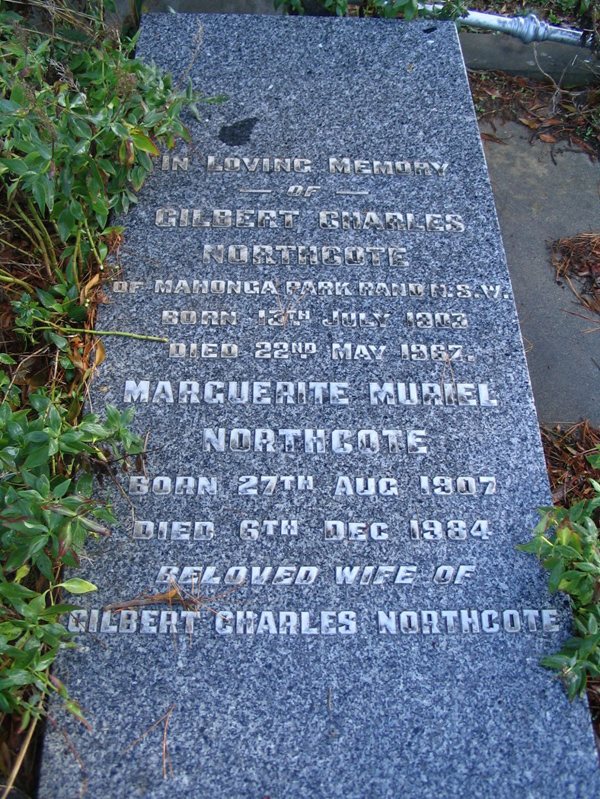 IN LOVING MEMORY
— OF —
GILBERT CHARLES
NORTHCOTE
OF MAHONGA PARK RAND N.S.W.
BORN 13TH JULY 1903
DIED 22ND MAY 1967.
MARGUERITE MURIEL
NORTHCOTE
BORN 27TH AUG 1907
DIED 6TH DEC 1984
BELOVED WIFE OF
GILBERT CHARLES NORTHCOTE